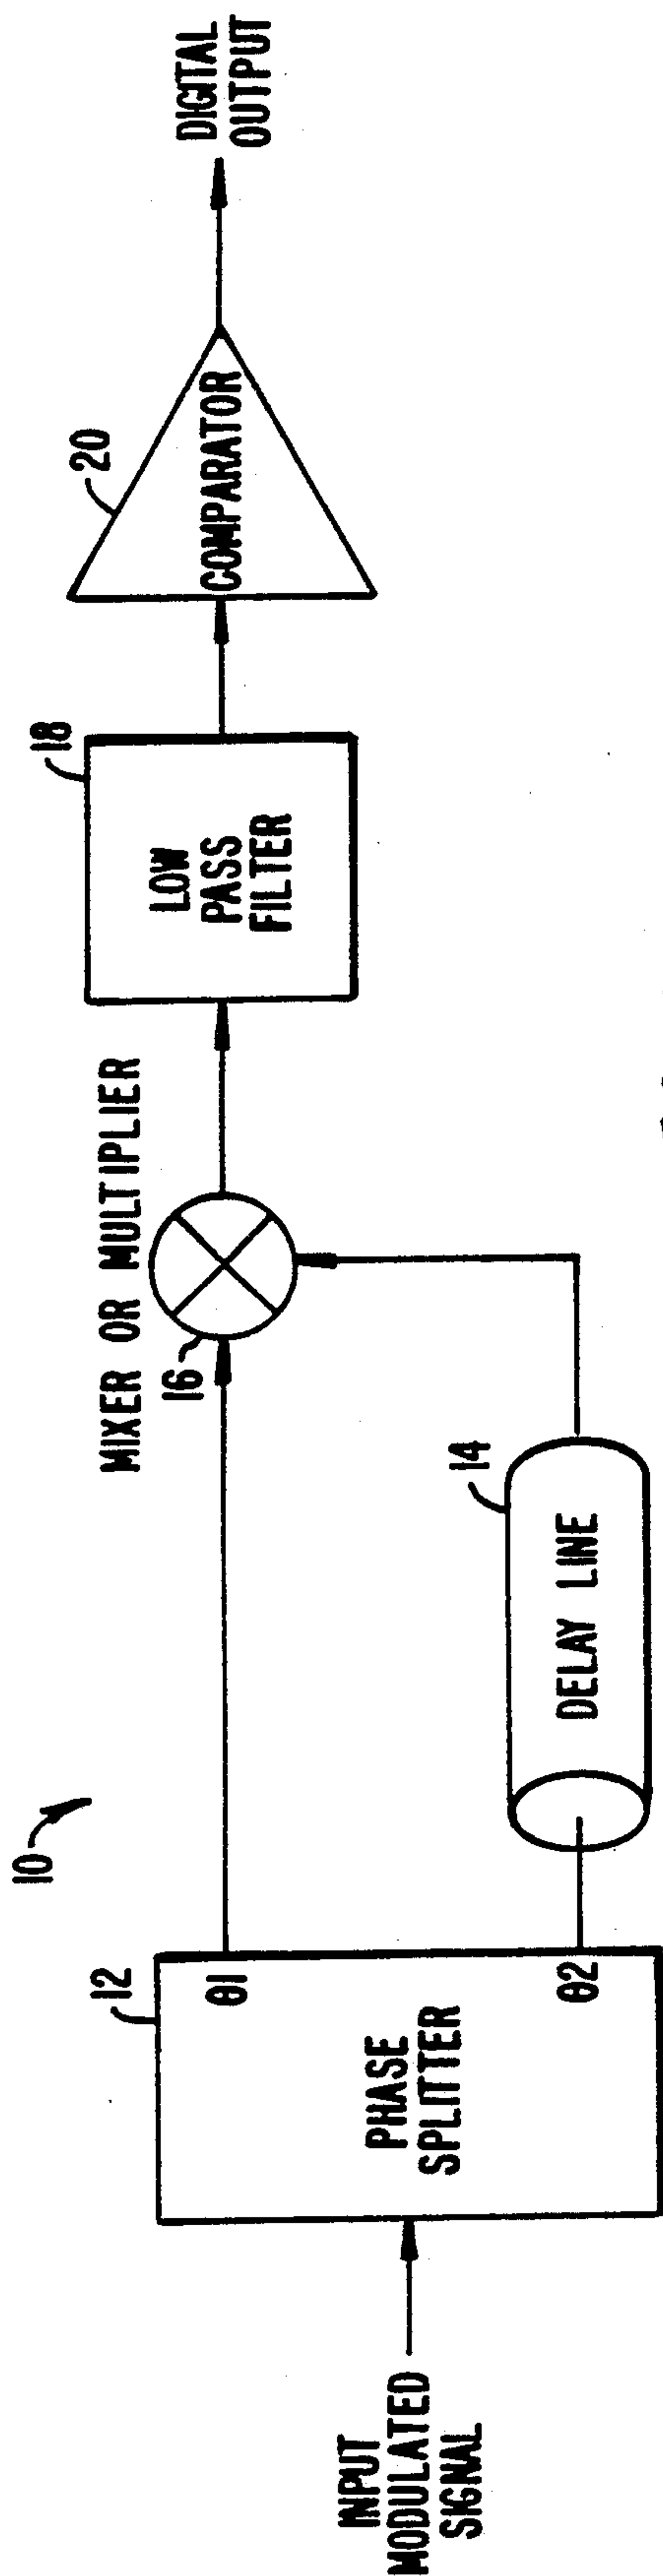 10
INPUT
MODULATED
SIGNAL
12
PHASE
SPLITTER
θ1
θ2
14
DELAY LINE
MIXER OR MULTIPLIER
16
18
LOW
PASS
FILTER
20
COMPARATOR
DIGITAL
OUTPUT